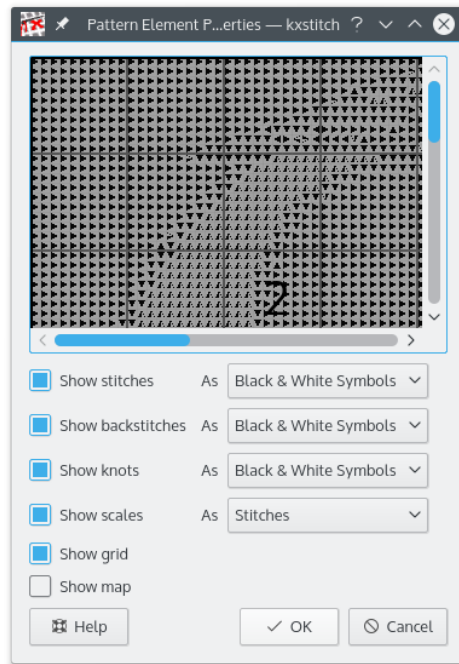 Pattern Element P...erties — kxstitch
2
Show stitches As Black & White Symbols
Show backstitches As Black & White Symbols
Show knots As Black & White Symbols
Show scales As Stitches
Show grid
Show map
Help OK Cancel